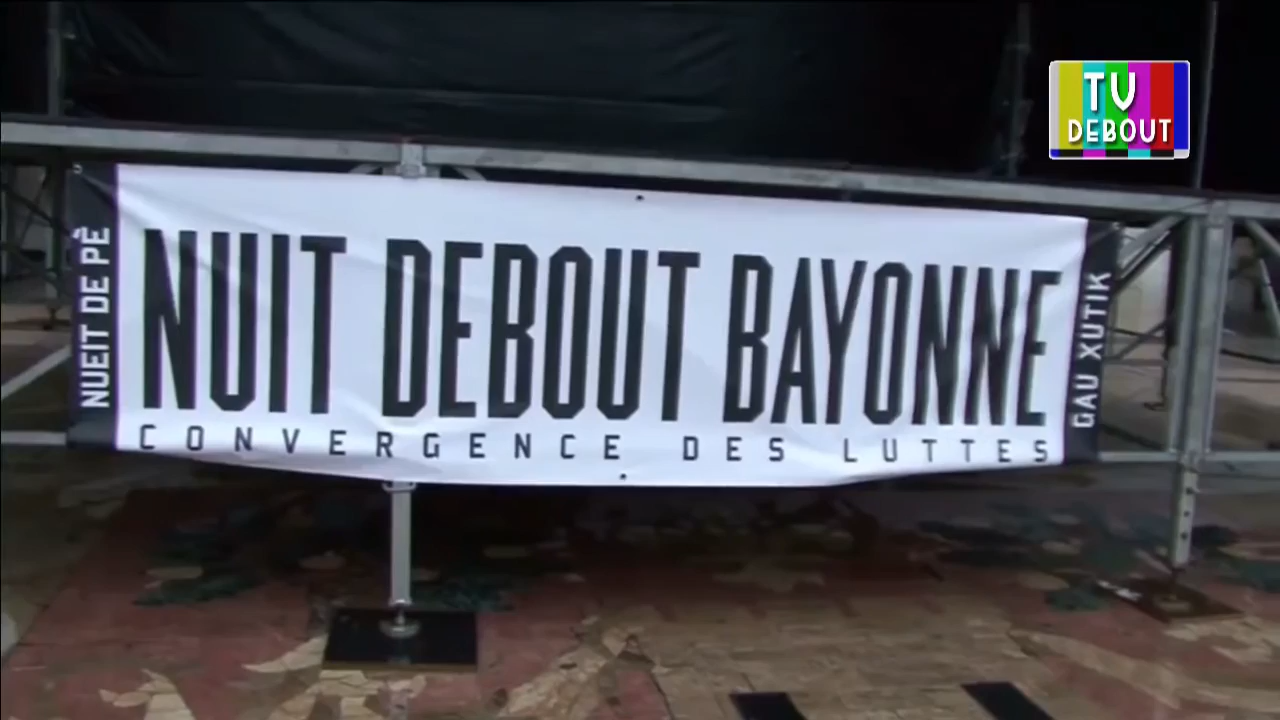 TV
DEBOUT
NUEIT DE PÈ
NUIT DEBOUT BAYONNE
CONVERGENCE DES LUTTES
GAU XUTIK